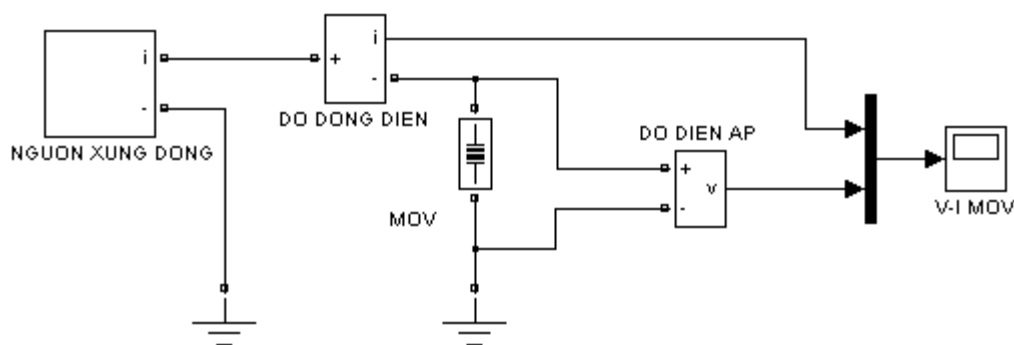 i
-
NGUON XUNG DONG
i
+
-
DO DONG DIEN
MOV
DO DIEN AP
+
v
-
V-I MOV